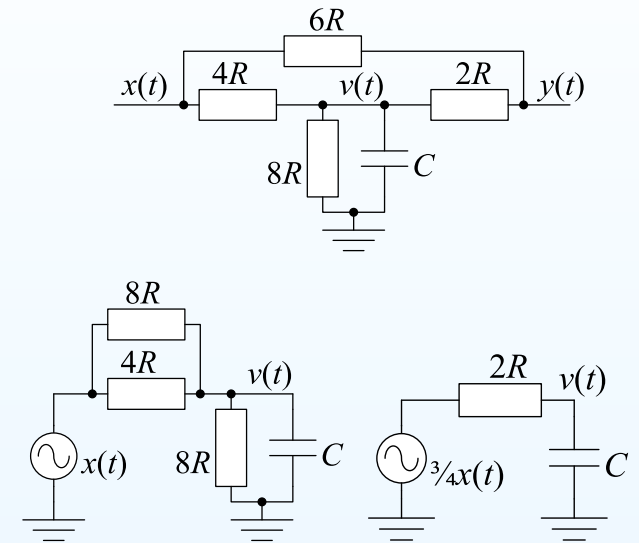 6R
x(t) 4R v(t) 2R y(t)
8R C
8R
4R v(t)
x(t) 8R C
2R v(t)
¾x(t) C